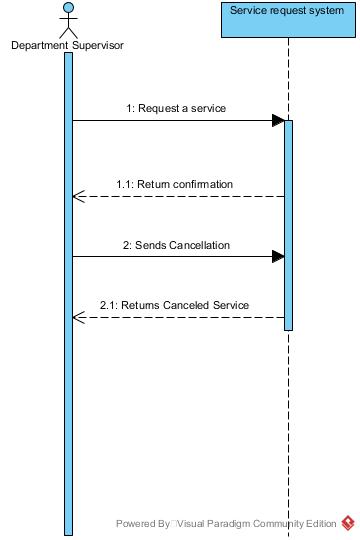 Department Supervisor
Service request system
1: Request a service
1.1: Return confirmation
2: Sends Cancellation
2.1: Returns Canceled Service
Powered By Visual Paradigm Community Edition